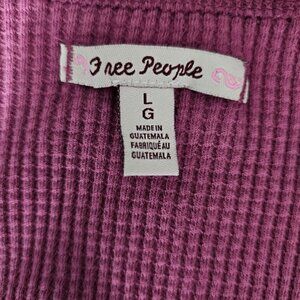 Free People
L
G
MADE IN
GUATEMALA
FABRIQUÉ AU
GUATEMALA